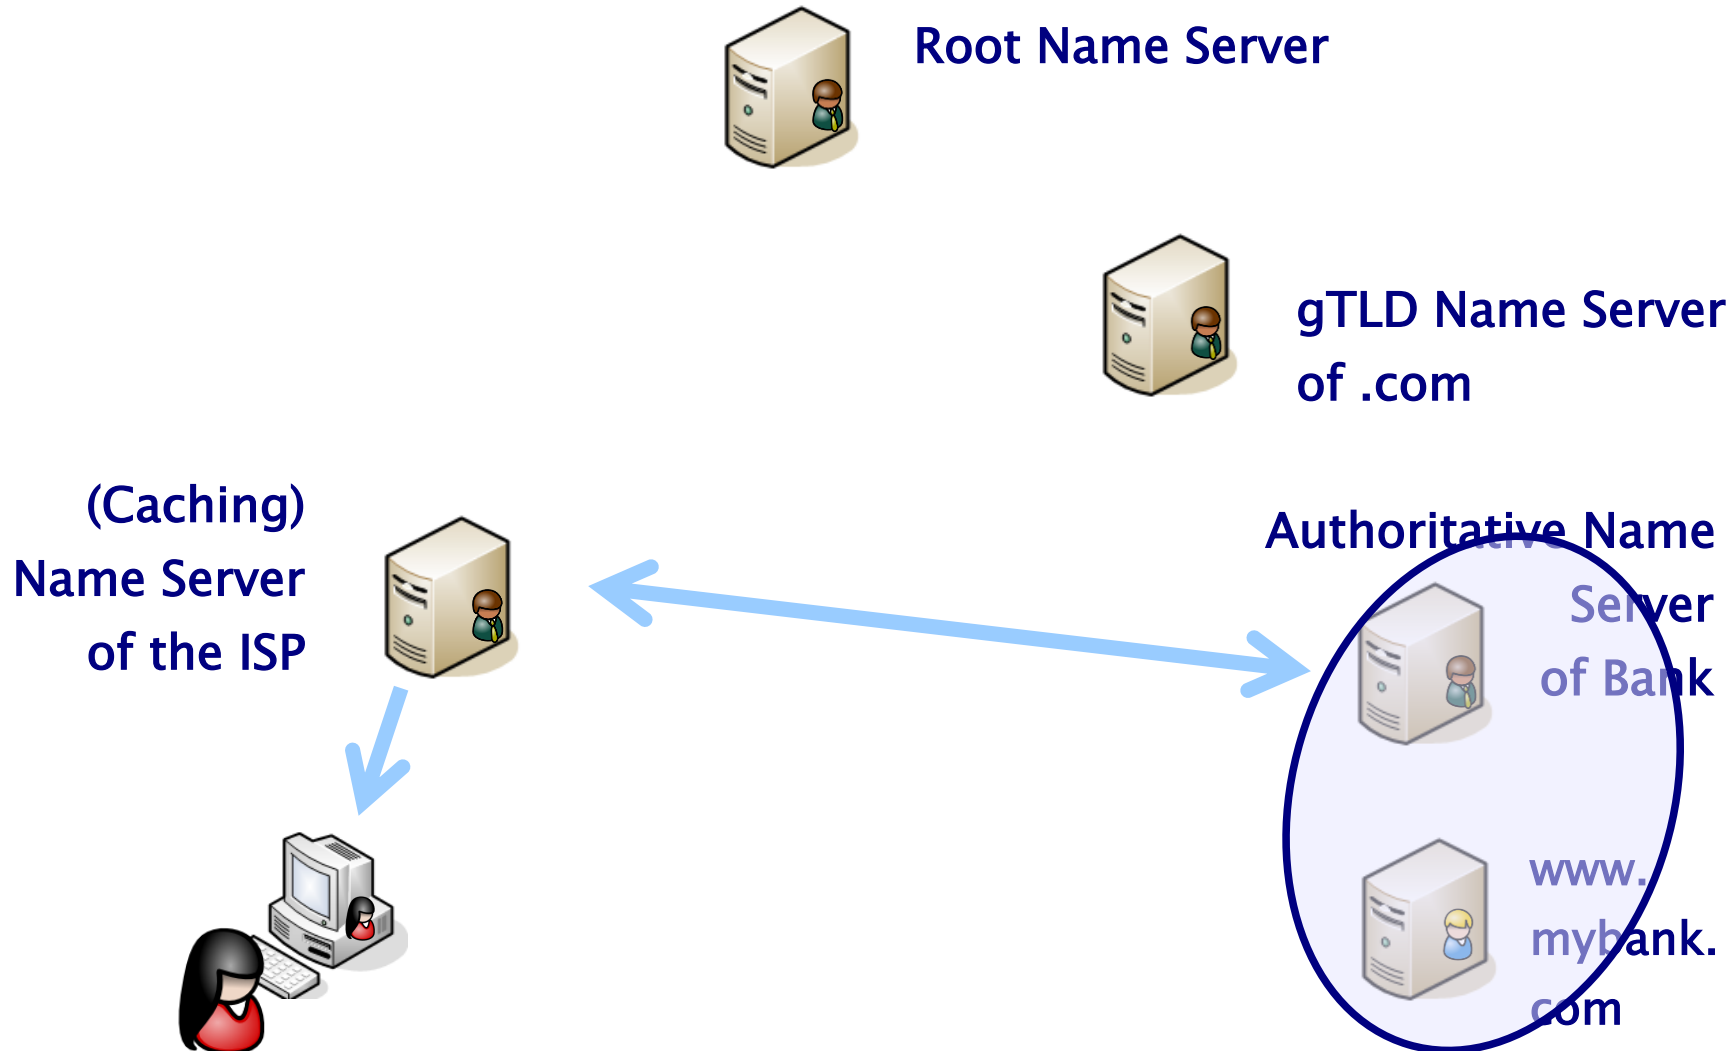 Root Name Server
gTLD Name Server
of .com
(Caching)
Name Server
of the ISP
Authoritative Name
Server
of Bank
www.
mybank.
com